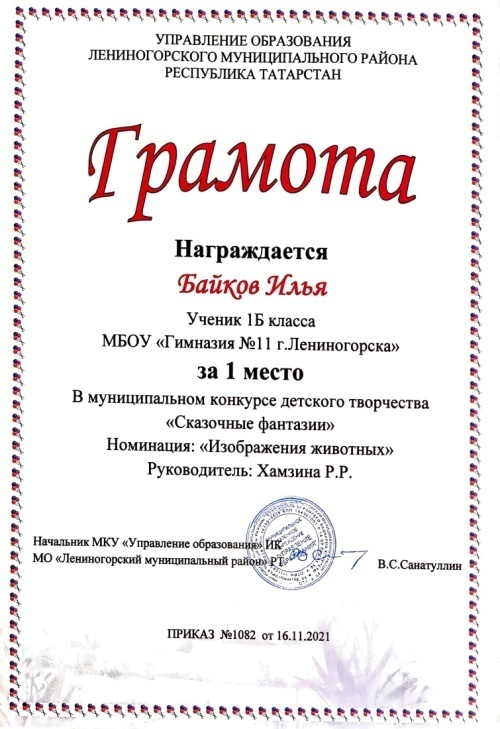 УПРАВЛЕНИЕ ОБРАЗОВАНИЯ
ЛЕНИНОГОРСКОГО МУНИЦИПАЛЬНОГО РАЙОНА
РЕСПУБЛИКА ТАТАРСТАН
Грамота
Награждается
Байков Илья
Ученик 1Б класса
МБОУ «Гимназия №11 г.Лениногорска»
за 1 место
В муниципальном конкурсе детского творчества
«Сказочные фантазии»
Номинация: «Изображения животных»
Руководитель: Хамзина Р.Р.
Начальник МКУ «Управление образования» ИК
МО «Лениногорский муниципальный район» РТ
В.С.Санатуллин
ПРИКАЗ №1082 от 16.11.2021